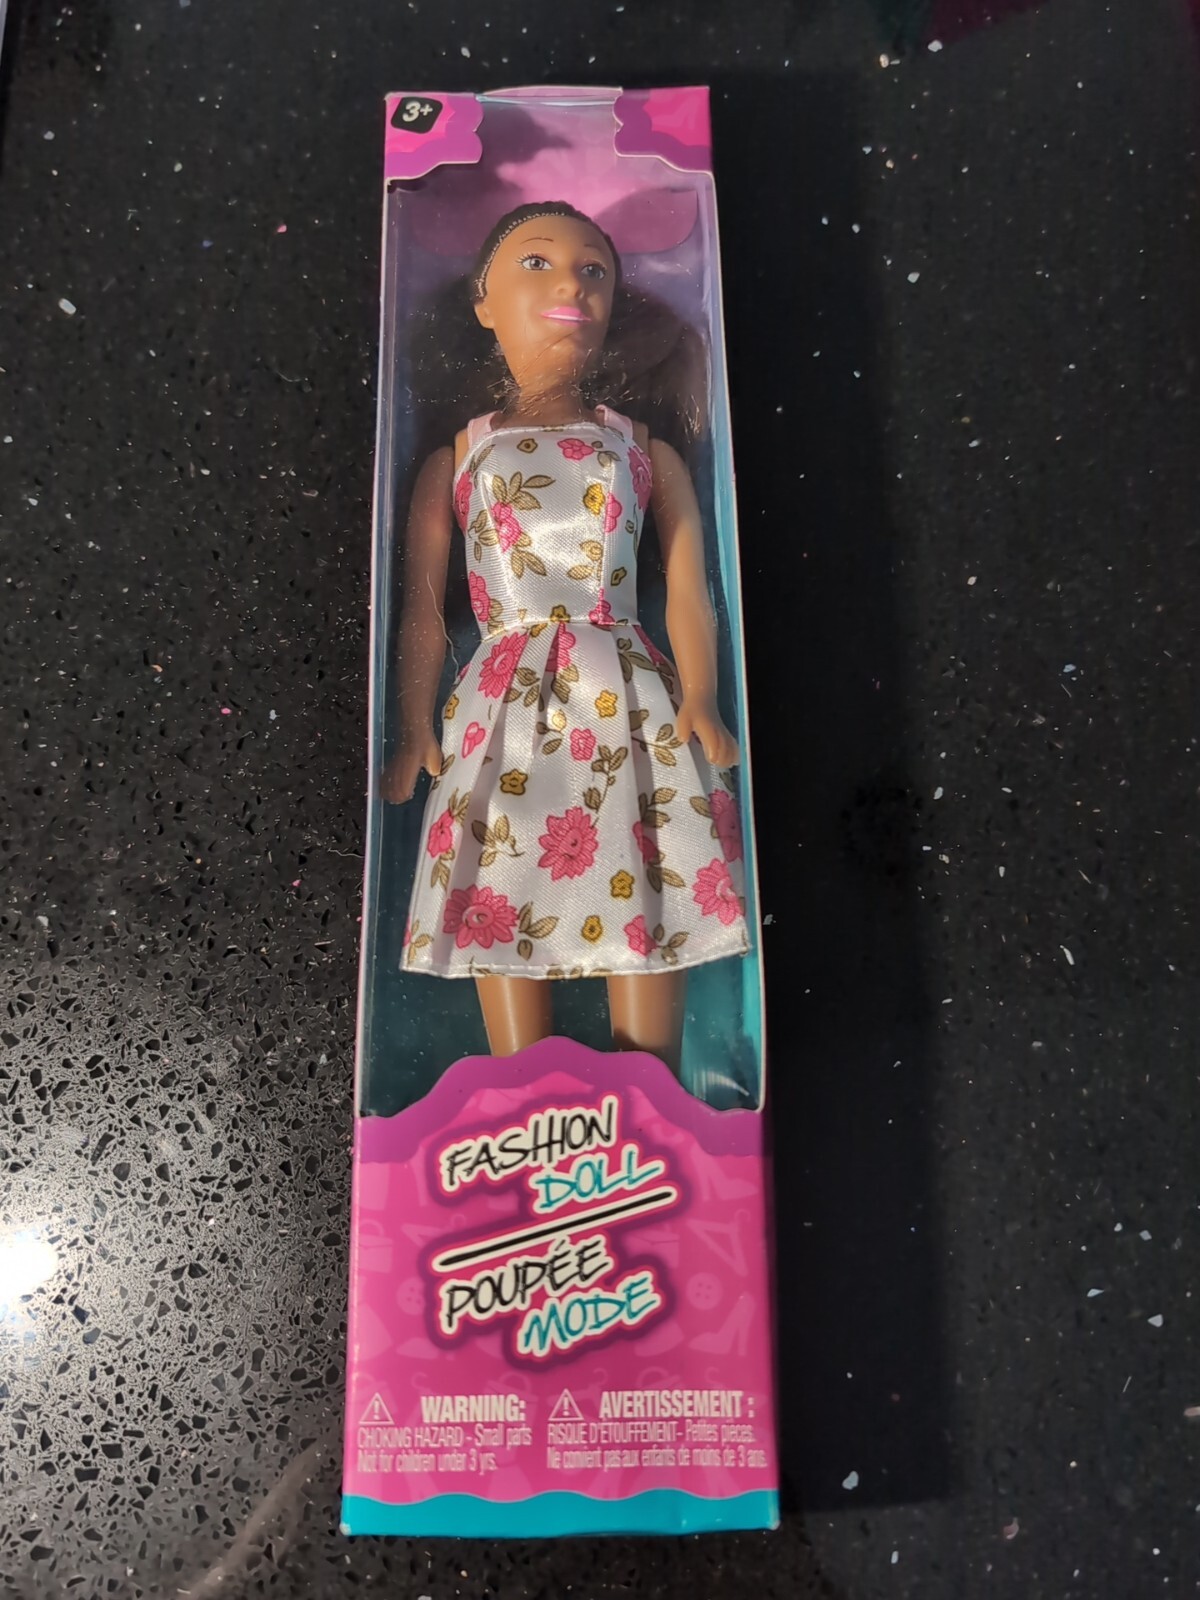 3+
FASHION
DOLL
POUPÉE
MODE
WARNING:
CHOKING HAZARD - Small parts
Not for children under 3 yrs.
AVERTISSEMENT :
RISQUE D'ÉTOUFFEMENT - Petites pièces.
Ne convient pas aux enfants de moins de 3 ans.